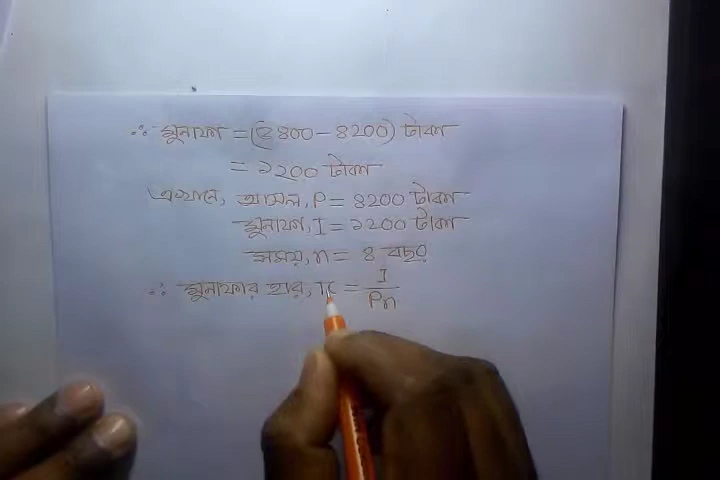 ∴ মুনাফা = (৫৪০০ - ৪২০০) টাকা
= ১২০০ টাকা
এখানে, আসল, P = ৪২০০ টাকা
মুনাফা, I = ১২০০ টাকা
সময়, n = ৪ বছর
∴ মুনাফার হার, r = I/Pn